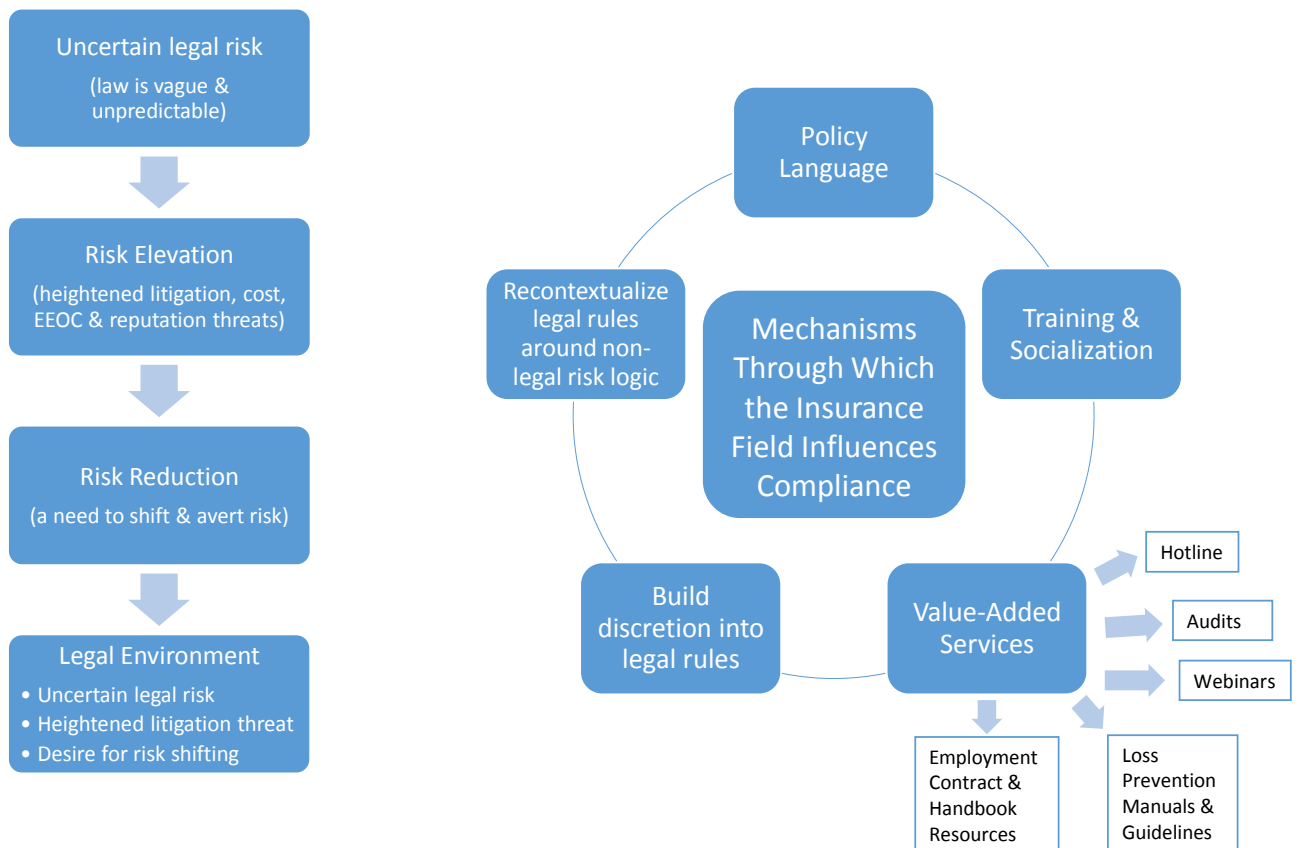 Uncertain legal risk
(law is vague &
unpredictable)
Risk Elevation
(heightened litigation, cost,
EEOC & reputation threats)
Risk Reduction
(a need to shift & avert risk)
Legal Environment
• Uncertain legal risk
• Heightened litigation threat
• Desire for risk shifting
Policy
Language
Recontextualize
legal rules
around non-
legal risk logic
Mechanisms
Through Which
the Insurance
Field Influences
Compliance
Training &
Socialization
Build
discretion into
legal rules
Value-Added
Services
Hotline
Audits
Webinars
Employment
Contract &
Handbook
Resources
Loss
Prevention
Manuals &
Guidelines